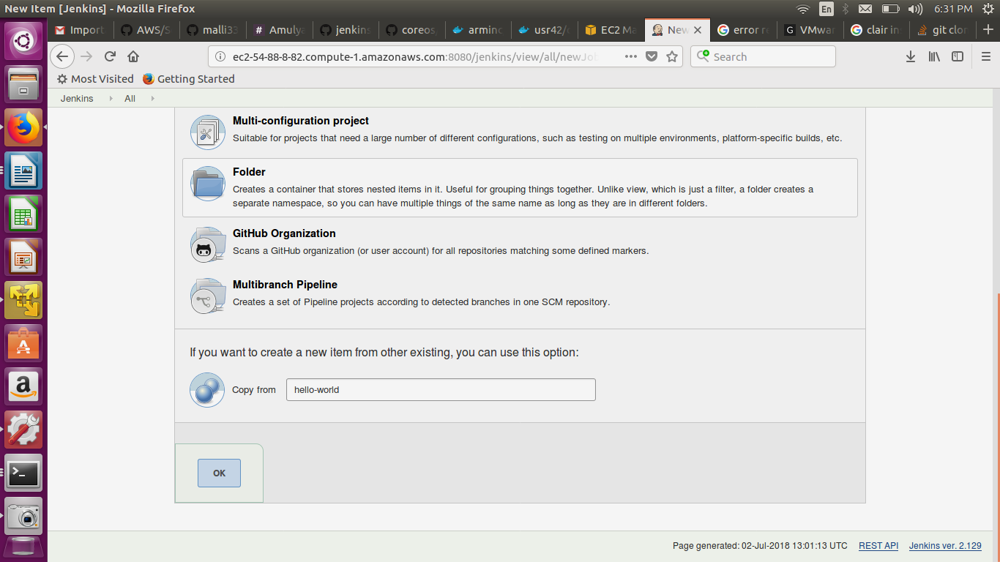 New Item [Jenkins] - Mozilla Firefox
En
6:31 PM
Import
AWS/S
malli33
# Amulya
jenkins
coreos
arminc
usr42/c
EC2 Ma
New
error re
G VMwar
clair in
git clon
ec2-54-88-8-82.compute-1.amazonaws.com:8080/jenkins/view/all/newJob
Search
Most Visited
Getting Started
Jenkins
All
Multi-configuration project
Suitable for projects that need a large number of different configurations, such as testing on multiple environments, platform-specific builds, etc.
Folder
Creates a container that stores nested items in it. Useful for grouping things together. Unlike view, which is just a filter, a folder creates a
separate namespace, so you can have multiple things of the same name as long as they are in different folders.
GitHub Organization
Scans a GitHub organization (or user account) for all repositories matching some defined markers.
Multibranch Pipeline
Creates a set of Pipeline projects according to detected branches in one SCM repository.
If you want to create a new item from other existing, you can use this option:
Copy from
hello-world
OK
Page generated: 02-Jul-2018 13:01:13 UTC
REST API
Jenkins ver. 2.129